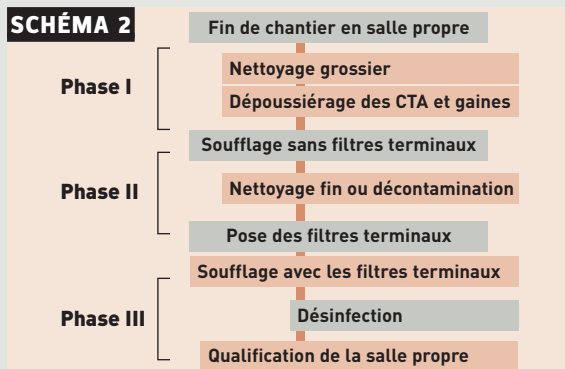 SCHÉMA 2
Fin de chantier en salle propre
Phase I
Nettoyage grossier
Dépoussiérage des CTA et gaines
Soufflage sans filtres terminaux
Phase II
Nettoyage fin ou décontamination
Pose des filtres terminaux
Soufflage avec les filtres terminaux
Phase III
Désinfection
Qualification de la salle propre